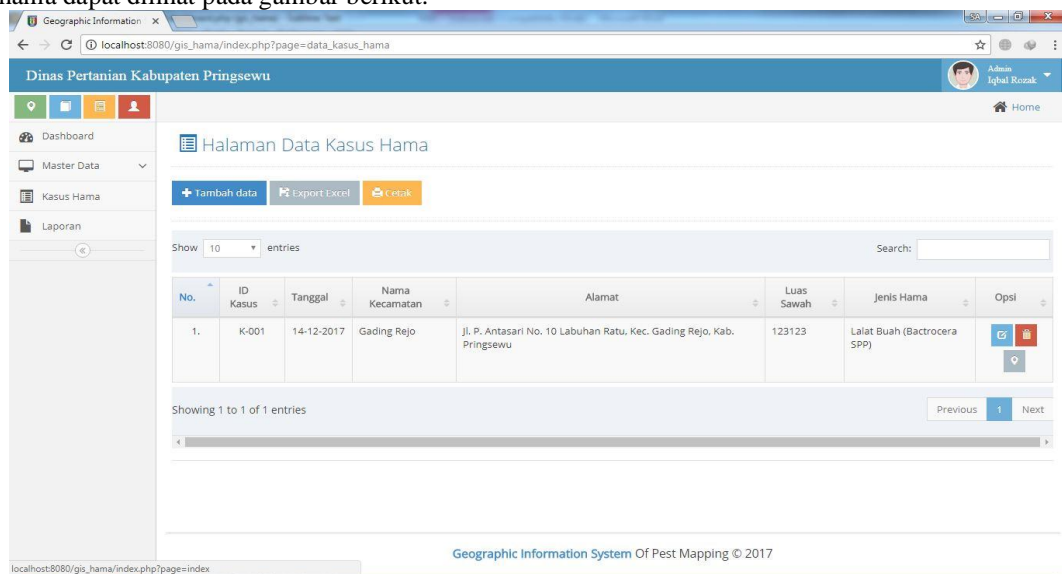 dapat dilihat pada gambar berikut.
Geographic Information
localhost:8080/gis_hama/index.php?page=data_kasus_hama
Dinas Pertanian Kabupaten Pringsewu
Admin
Iqbal Rozak
Home
Dashboard
Master Data
Kasus Hama
Laporan
Halaman Data Kasus Hama
Tambah data Export Excel Cetak
Show 10 entries Search:
No. ID Kasus Tanggal Nama Kecamatan Alamat Luas Sawah Jenis Hama Opsi
1. K-001 14-12-2017 Gading Rejo Jl. P. Antasari No. 10 Labuhan Ratu, Kec. Gading Rejo, Kab. 123123 Lalat Buah (Bactrocera
Pringsewu SPP)
Showing 1 to 1 of 1 entries Previous 1 Next
Geographic Information System Of Pest Mapping © 2017
localhost:8080/gis_hama/index.php?page=index